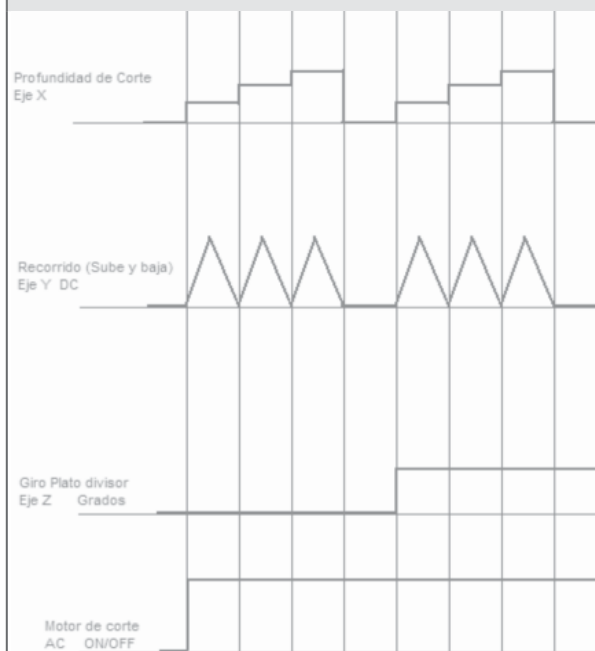 Profundidad de Corte
Eje X
Recorrido (Sube y baja)
Eje Y DC
Giro Plato divisor
Eje Z Grados
Motor de corte
AC ON/OFF